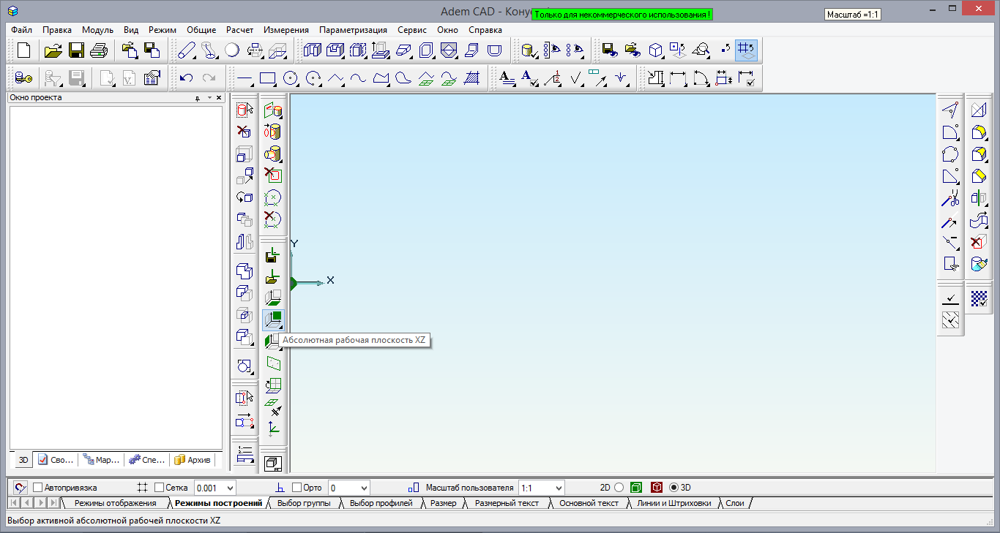 Adem CAD - Кону
Только для некоммерческого использования !
Масштаб =1:1
Файл Правка Модуль Вид Режим Общие Расчет Измерения Параметризация Сервис Окно Справка
Окно проекта
Y
X
Абсолютная рабочая плоскость XZ
3D Сво... Мар... Спе... Архив
Автопривязка Сетка 0.001 Орто 0 Масштаб пользователя 1:1 2D 3D
Режимы отображения Режимы построений Выбор группы Выбор профилей Размер Размерный текст Основной текст Линии и Штриховки Слои
Выбор активной абсолютной рабочей плоскости XZ